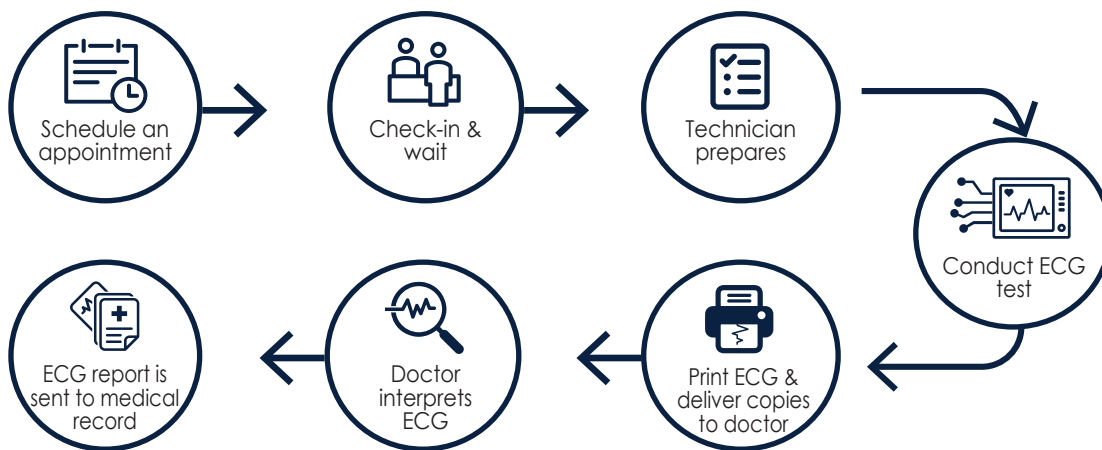 Schedule an
appointment
Check-in &
wait
Technician
prepares
Conduct ECG
test
Print ECG &
deliver copies
to doctor
Doctor
interprets
ECG
ECG report is
sent to medical
record